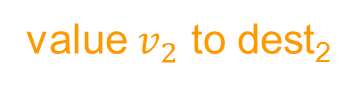 value 𝑣₂ to dest₂